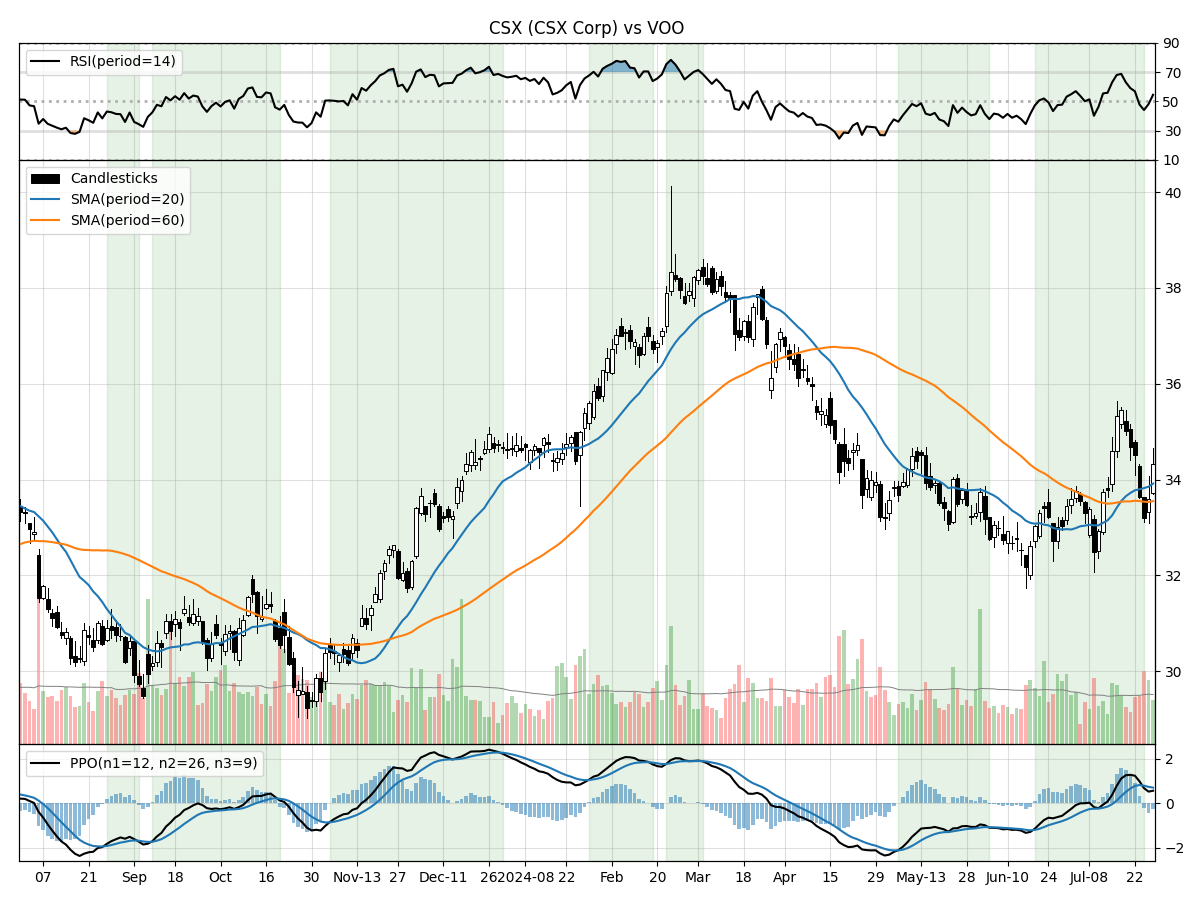 CSX (CSX Corp) vs VOO
RSI(period=14)
90
70
50
30
10
Candlesticks
SMA(period=20)
SMA(period=60)
40
38
36
34
32
30
PPO(n1=12, n2=26, n3=9)
2
0
−2
07 21 Sep 18 Oct 16 30 Nov-13 27 Dec-11 26 2024-08 22 Feb 20 Mar 18 Apr 15 29 May-13 28 Jun-10 24 Jul-08 22